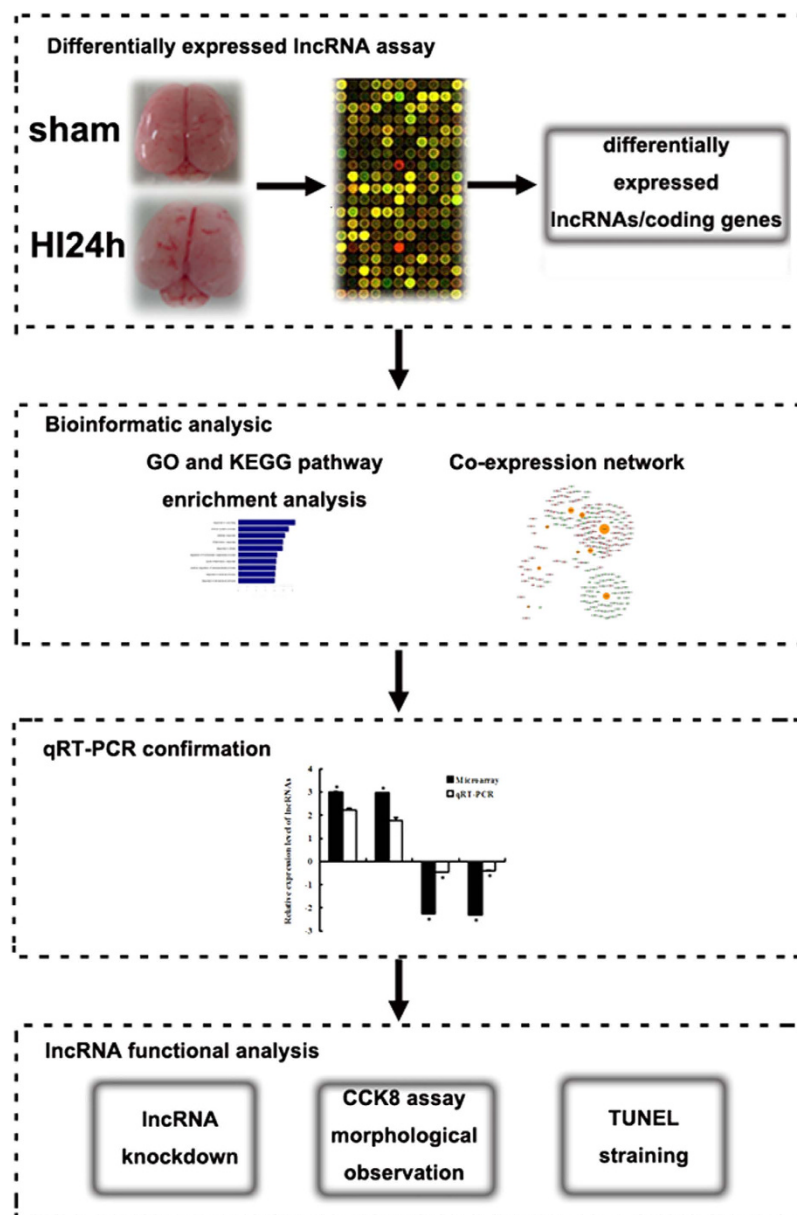 Differentially expressed lncRNA assay
sham
HI24h
differentially
expressed
lncRNAs/coding genes
Bioinformatic analysic
GO and KEGG pathway
enrichment analysis
Co-expression network
qRT-PCR confirmation
Relative expression level of lncRNAs
4
3
2
1
0
-1
-2
-3
Microarray
qRT-PCR
* * * * * *
lncRNA functional analysis
lncRNA
knockdown
CCK8 assay
morphological
observation
TUNEL
straining